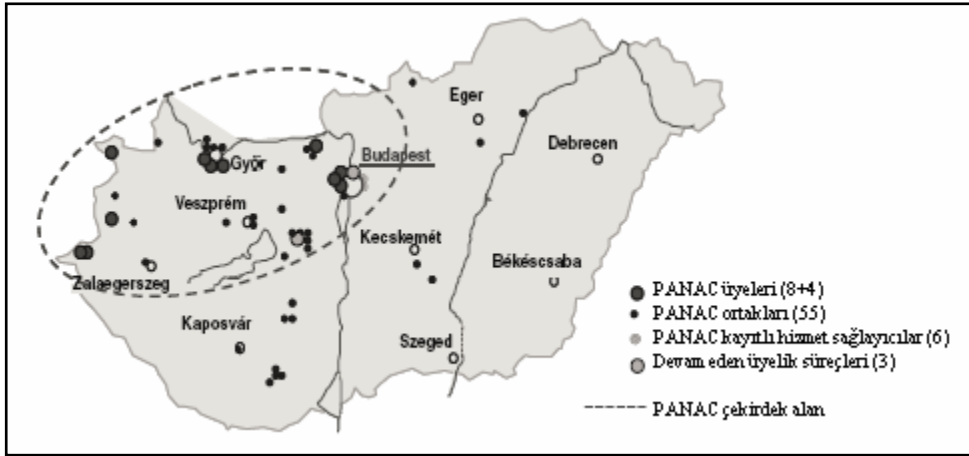 Eger
Debrecen
Budapest
Győr
Veszprém
Kecskemét
Békéscsaba
Zalaegerszeg
Kaposvár
Szeged
PANAC üyeleri (8+4)
PANAC ortakları (55)
PANAC kayıtlı hizmet sağlayıcılar (6)
Devam eden üyelik süreçleri (3)
PANAC çekirdek alan